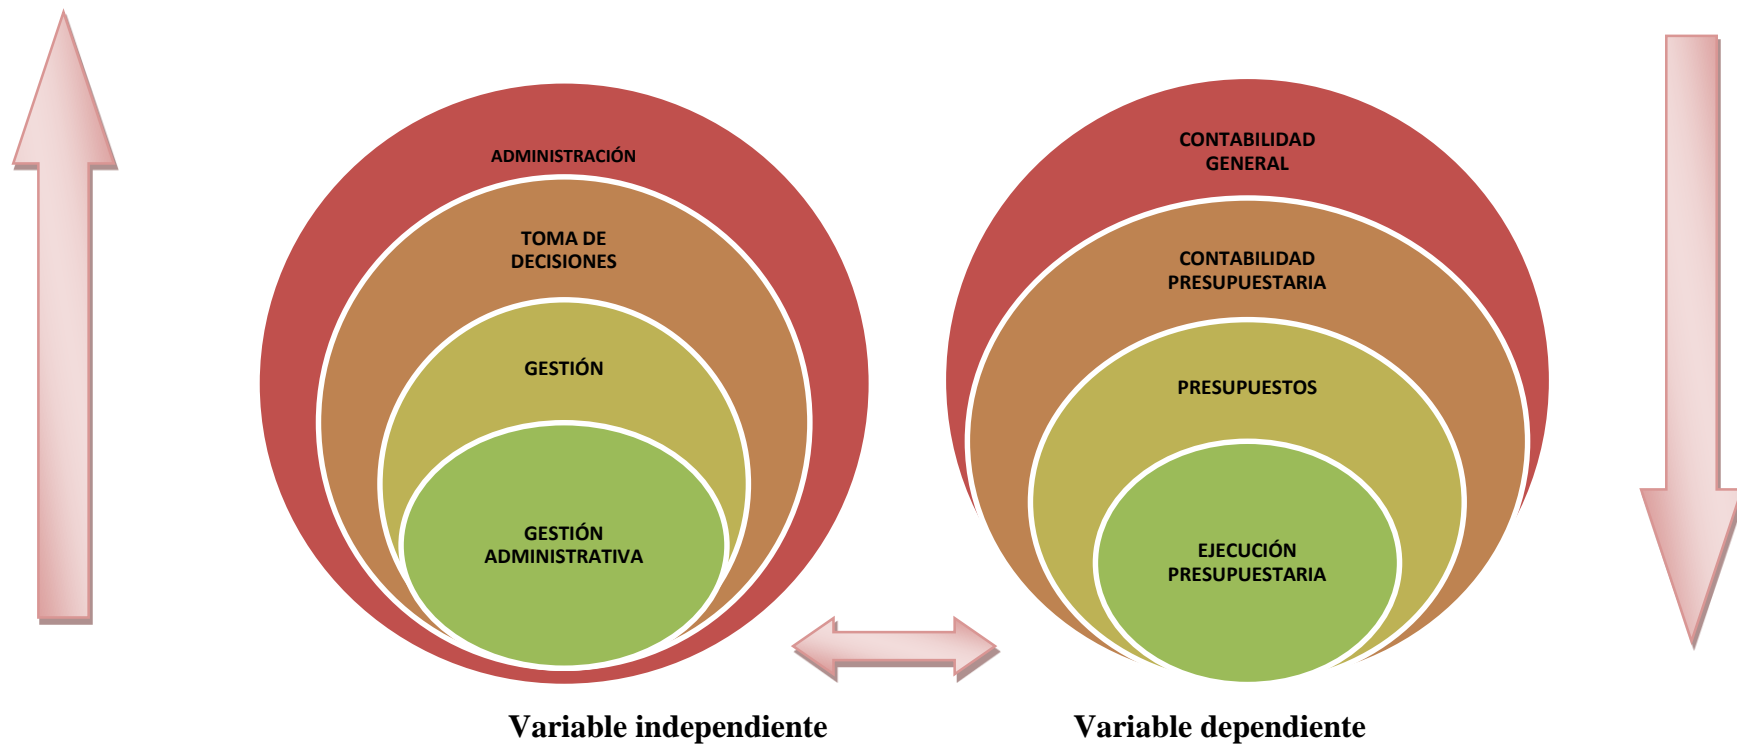 ADMINISTRACIÓN
TOMA DE
DECISIONES
GESTIÓN
GESTIÓN
ADMINISTRATIVA
CONTABILIDAD
GENERAL
CONTABILIDAD
PRESUPUESTARIA
PRESUPUESTOS
EJECUCIÓN
PRESUPUESTARIA
Variable independiente
Variable dependiente